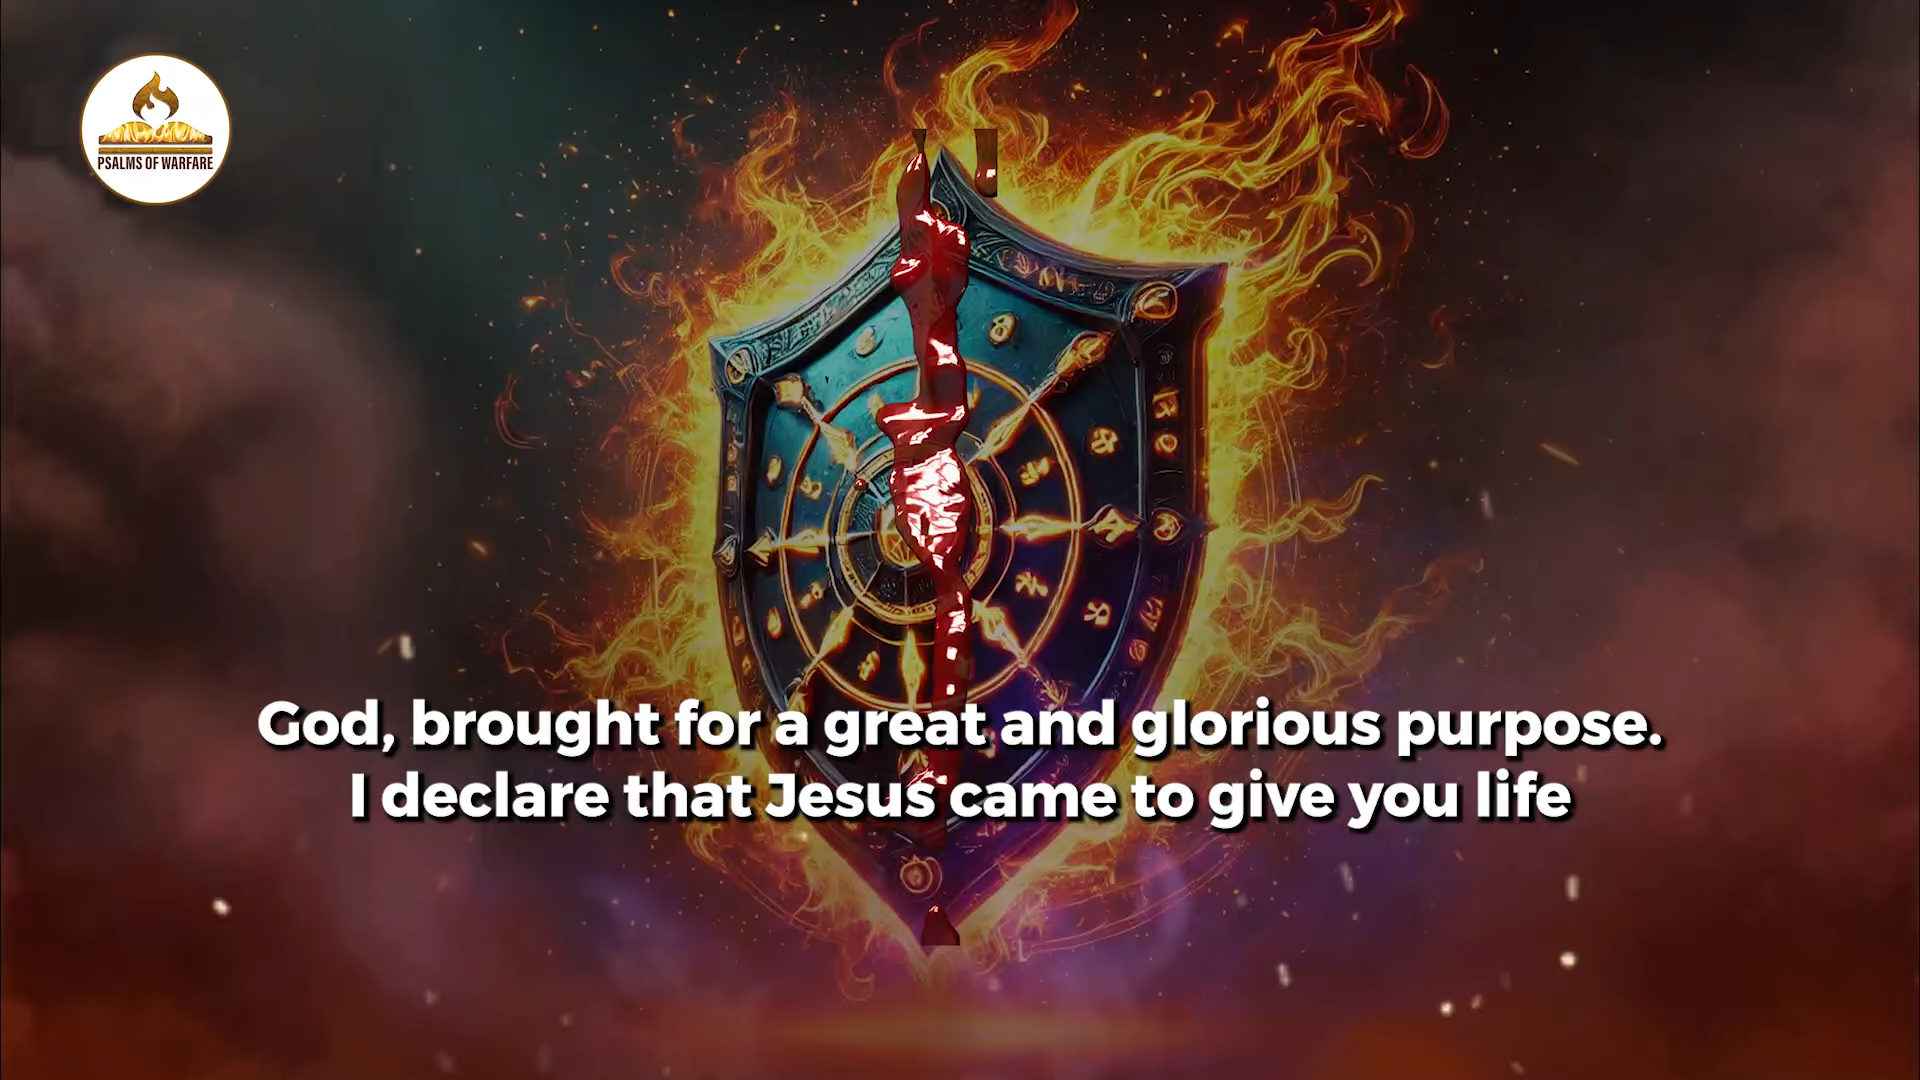 PSALMS OF WARFARE
God, brought for a great and glorious purpose.
I declare that Jesus came to give you life